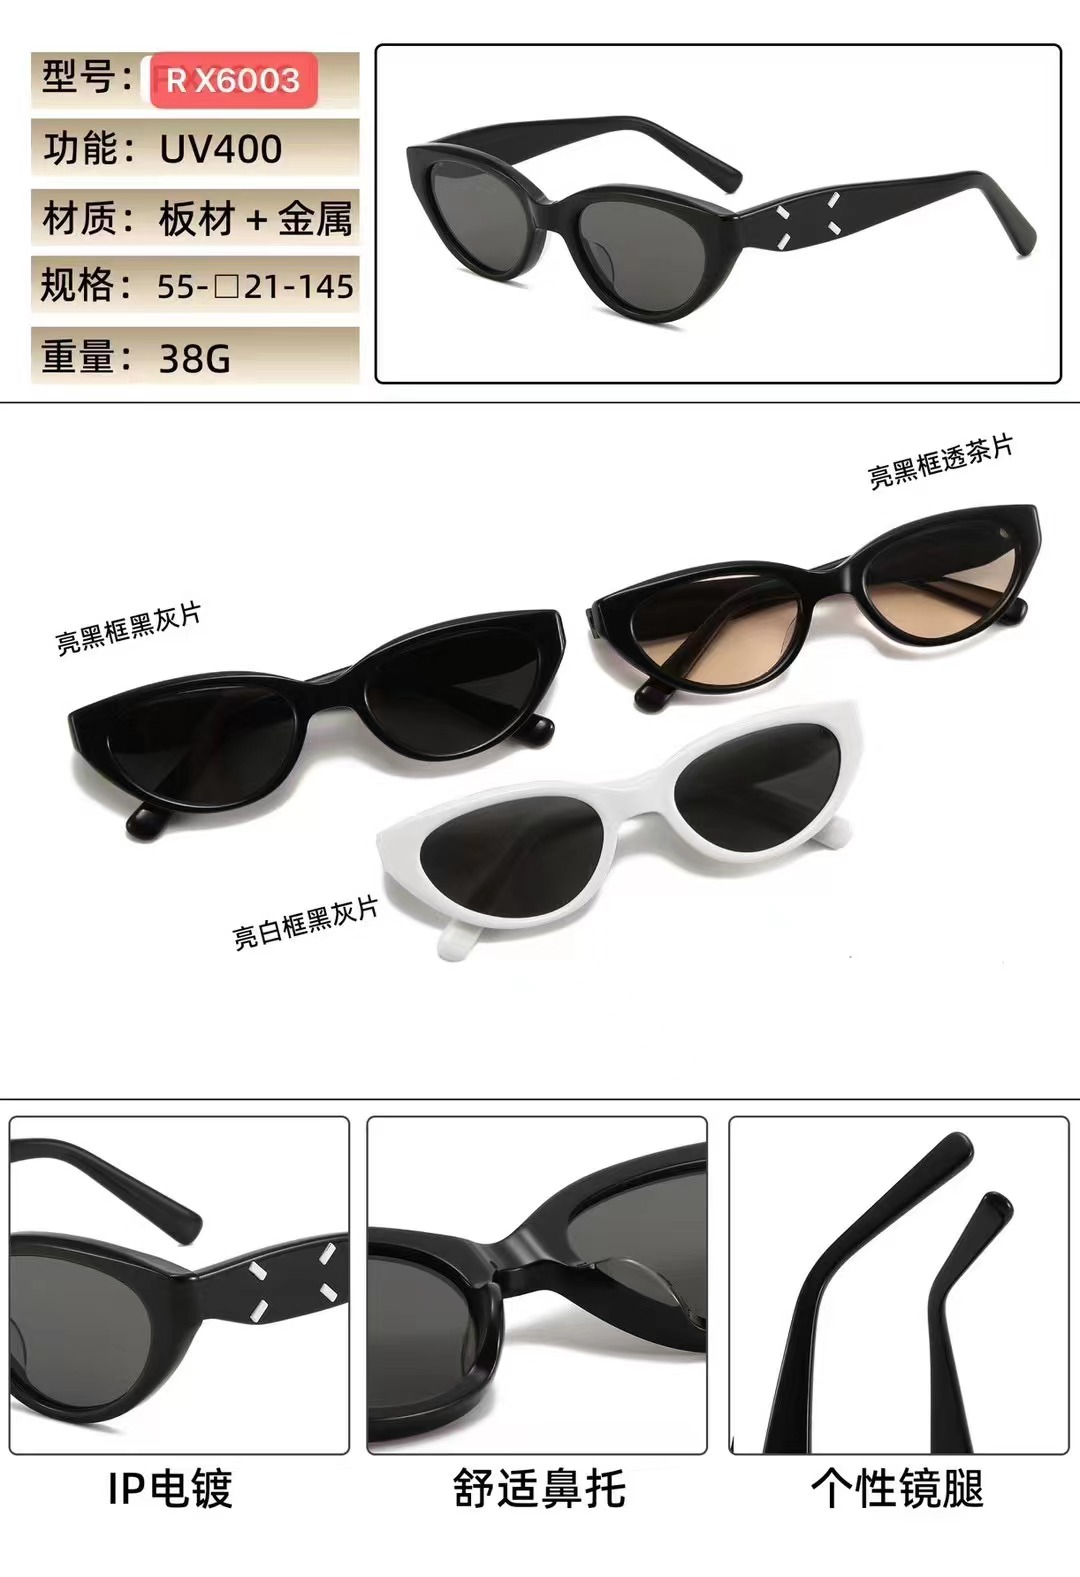 型号：RX6003
功能：UV400
材质：板材+金属
规格：55-□21-145
重量：38G
亮黑框透茶片
亮黑框黑灰片
亮白框黑灰片
IP电镀
舒适鼻托
个性镜腿